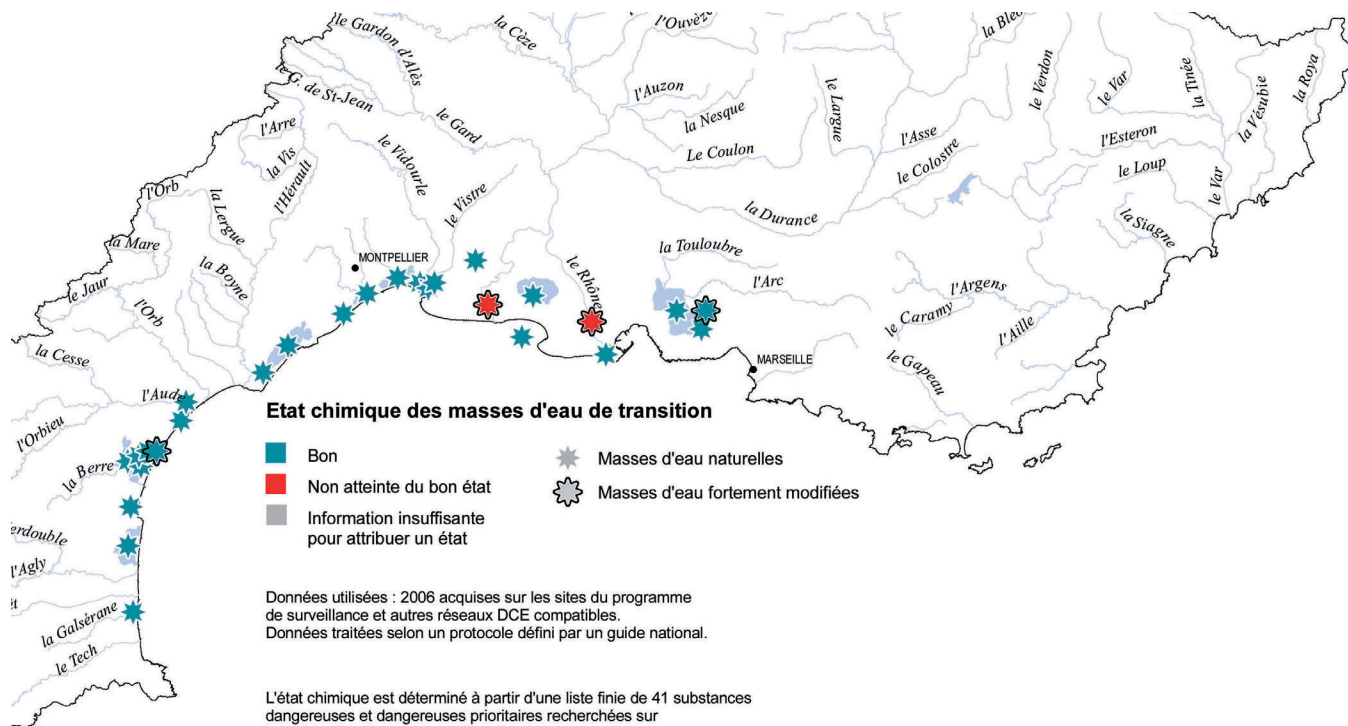 le Gardon d'Alès
la Cèze
l'Ouvèze
la Bléo
le G. de St-Jean
l'Auzon
le Largue
le Verdon
le Var
la Tinée
la Vésubie
la Roya
l'Arre
la Vis
l'Hérault
le Vidourle
le Gard
la Nesque
Le Coulon
l'Asse
le Colostre
l'Esteron
le Loup
le Var
l'Orb
la Lergue
le Vistre
la Durance
la Siagne
la Mare
la Boyne
MONTPELLIER
la Touloubre
le Rhône
l'Arc
l'Argens
le Jaur
l'Orb
le Caramy
l'Aille
la Cesse
MARSEILLE
le Gapeau
l'Aude
l'Orbieu
la Berre
erdouble
l'Agly
êt
la Galsérane
le Tech
Etat chimique des masses d'eau de transition
Bon
Non atteinte du bon état
Information insuffisante
pour attribuer un état
Masses d'eau naturelles
Masses d'eau fortement modifiées
Données utilisées : 2006 acquises sur les sites du programme
de surveillance et autres réseaux DCE compatibles.
Données traitées selon un protocole défini par un guide national.
L'état chimique est déterminé à partir d'une liste finie de 41 substances
dangereuses et dangereuses prioritaires recherchées sur